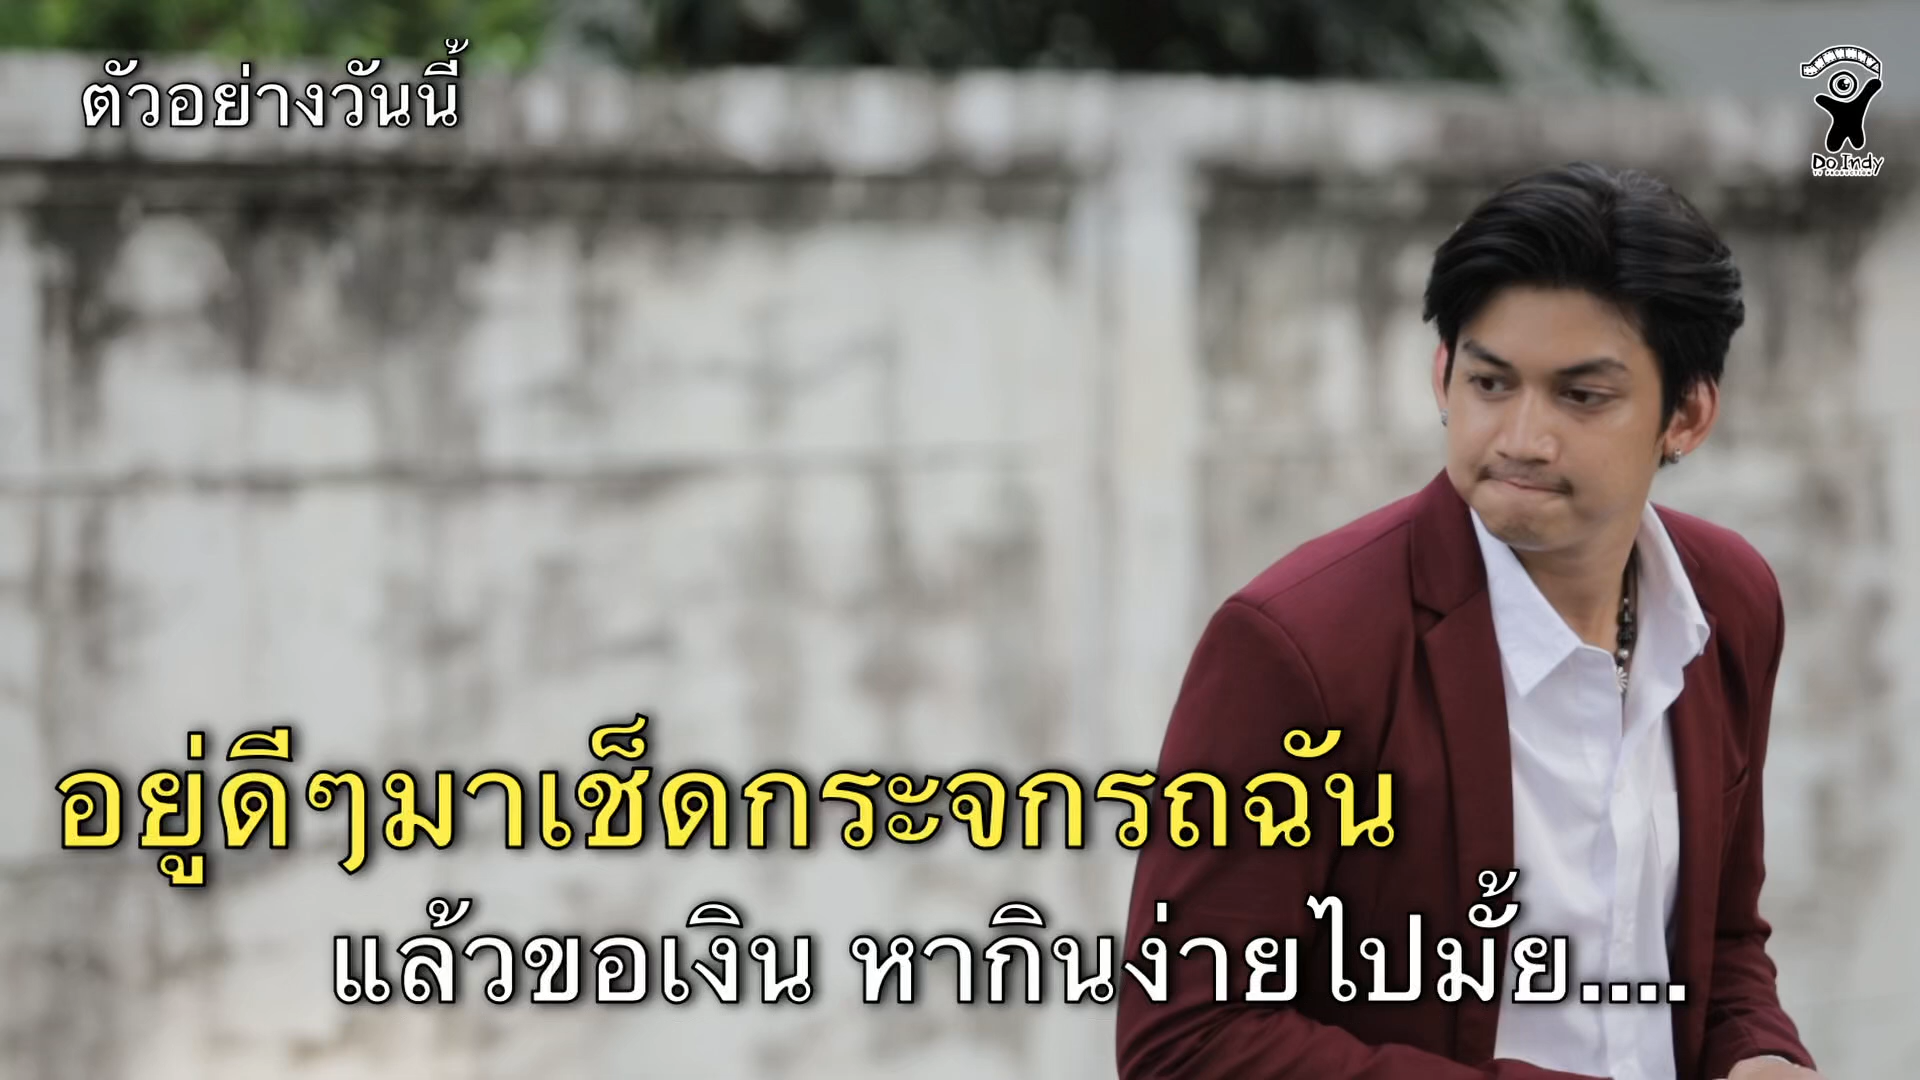 ตัวอย่างวันนี้
Do Indy
TV PRODUCTION
อยู่ดีๆมาเช็ดกระจกรถฉัน
แล้วขอเงิน หากินง่ายไปมั้ย....